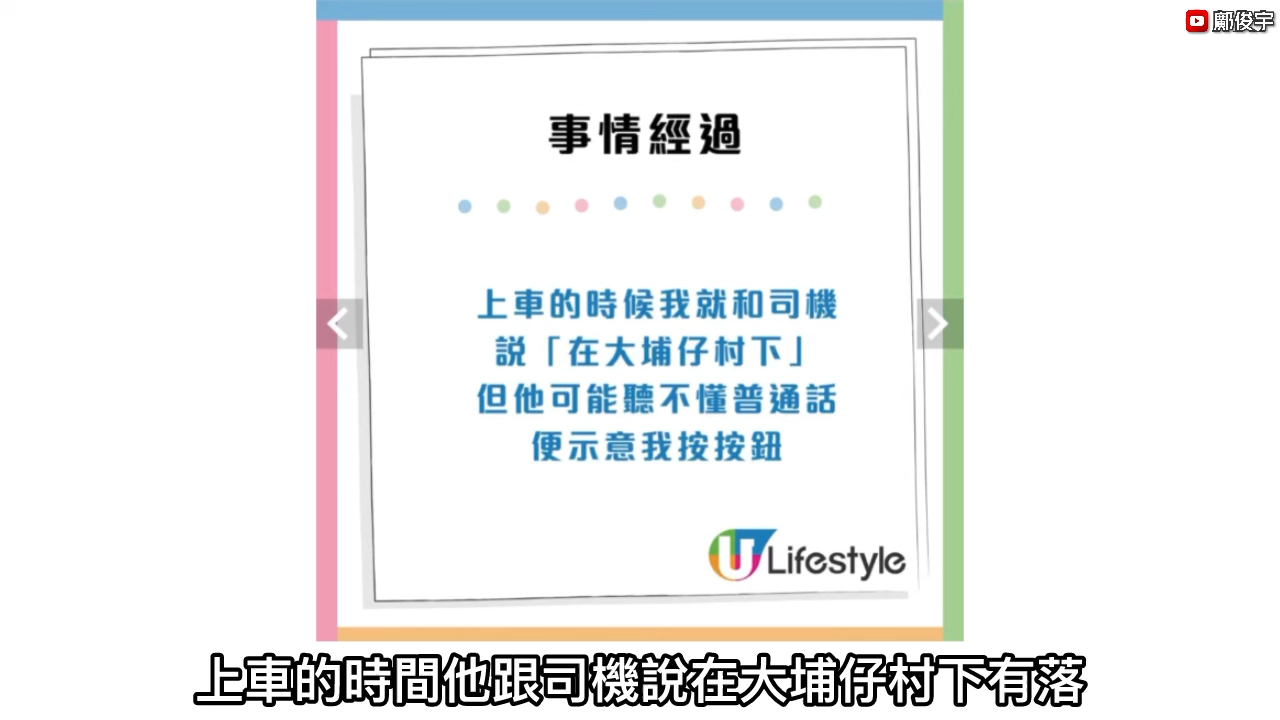 鄺俊宇
事情經過
上車的時候我就和司機
說「在大埔仔村下」
但他可能聽不懂普通話
便示意我按按鈕
U Lifestyle
上車的時間他跟司機說在大埔仔村下有落